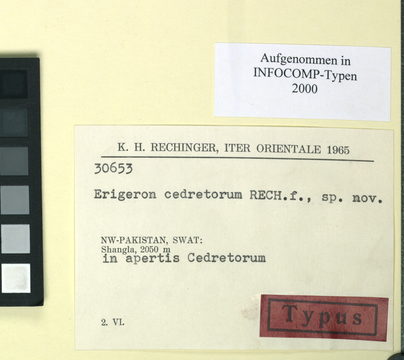 Aufgenommen in
INFOCOMP-Typen
2000
K. H. RECHINGER, ITER ORIENTALE 1965
30653
Erigeron cedretorum RECH.f., sp. nov.
NW-PAKISTAN, SWAT:
Shangla, 2050 m
in apertis Cedretorum
2. VI.
Typus